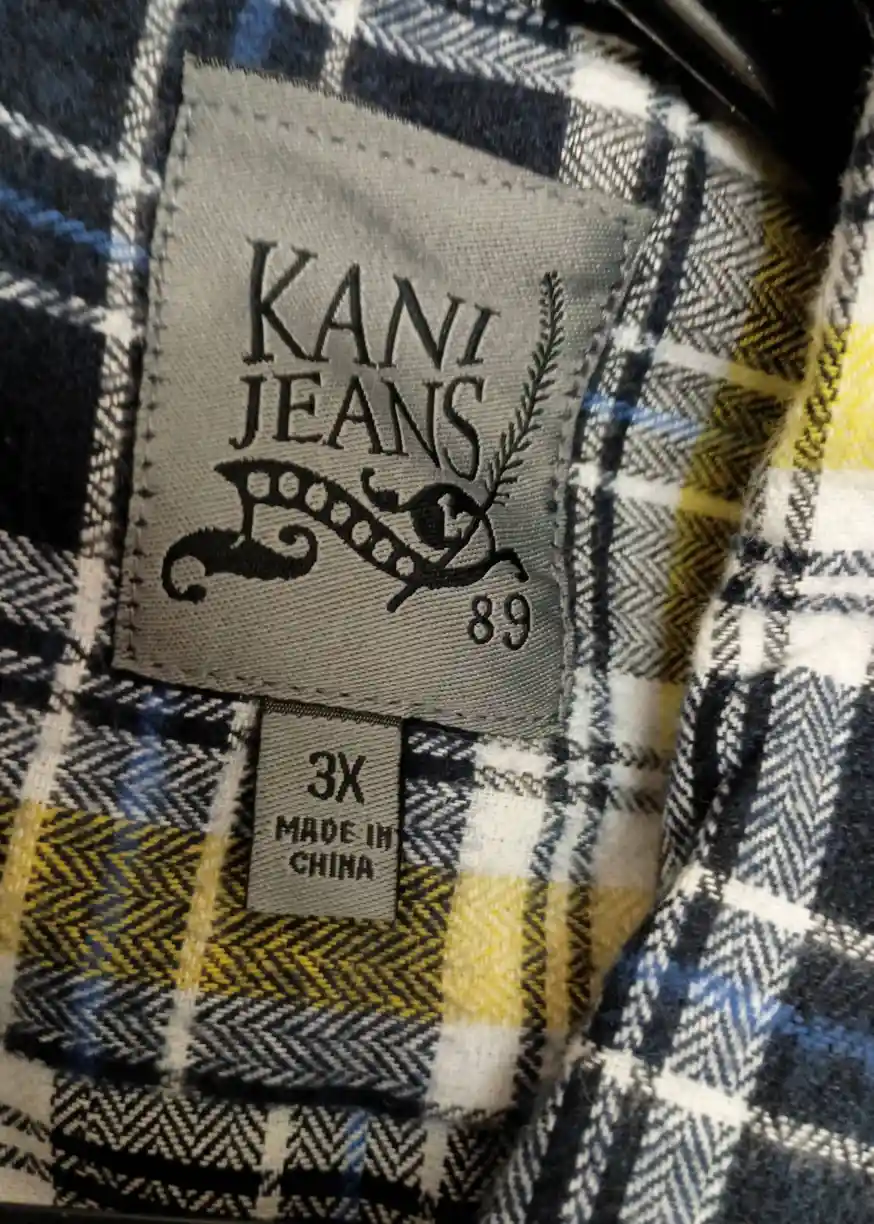 KANI
JEANS
89
3X
MADE IN
CHINA